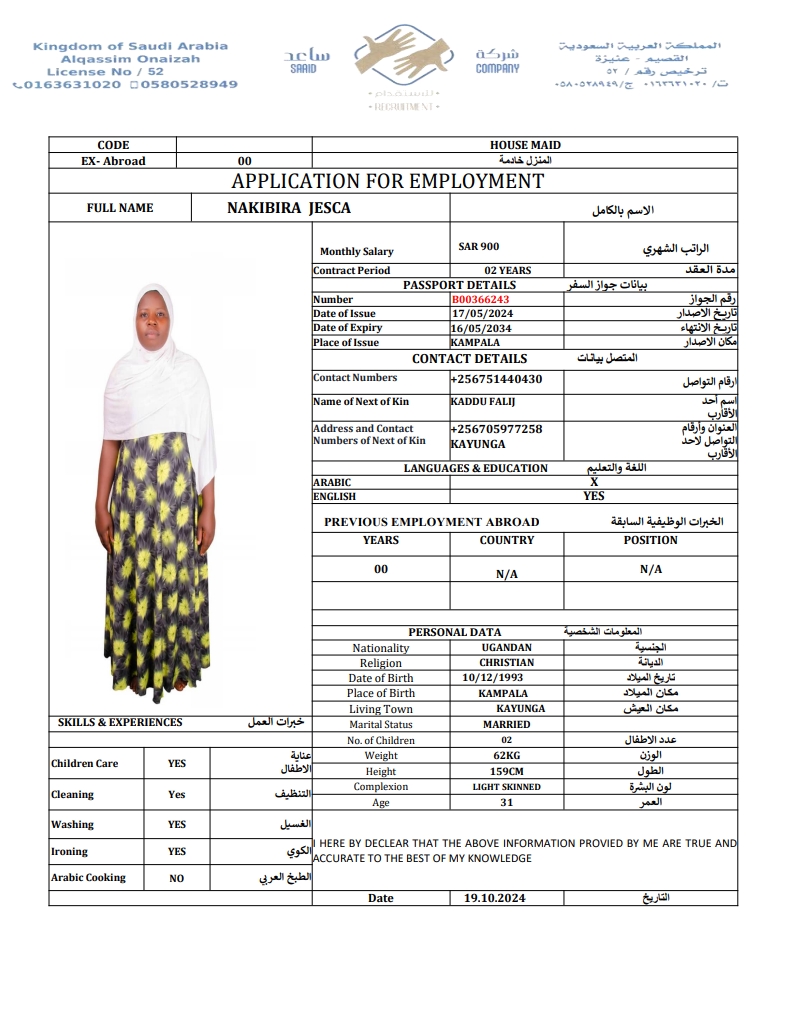 Kingdom of Saudi Arabia
Alqassim Onaizah
License No / 52
0163631020 0580528949
ساعد
SAAID
للاستقدام
RECRUITMENT
شركة
COMPANY
المملكة العربية السعودية
القصيم - عنيزة
ترخيص رقم / ٥٢
ت/ ٠١٦٣٦٣١٠٢٠ ج/٠٥٨٠٥٢٨٩٤٩
CODE HOUSE MAID
EX- Abroad 00 المنزل خادمة
APPLICATION FOR EMPLOYMENT
FULL NAME NAKIBIRA JESCA الاسم بالكامل
Monthly Salary SAR 900 الراتب الشهري
Contract Period 02 YEARS مدة العقد
PASSPORT DETAILS بيانات جواز السفر
Number B00366243 رقم الجواز
Date of Issue 17/05/2024 تاريخ الاصدار
Date of Expiry 16/05/2034 تاريخ الانتهاء
Place of Issue KAMPALA مكان الاصدار
CONTACT DETAILS المتصل بيانات
Contact Numbers +256751440430 ارقام التواصل
Name of Next of Kin KADDU FALIJ اسم أحد
الأقارب
Address and Contact +256705977258 العنوان وأرقام
Numbers of Next of Kin KAYUNGA التواصل لاحد
الأقارب
LANGUAGES & EDUCATION اللغة والتعليم
ARABIC X
ENGLISH YES
PREVIOUS EMPLOYMENT ABROAD الخبرات الوظيفية السابقة
YEARS COUNTRY POSITION
00 N/A N/A
PERSONAL DATA المعلومات الشخصية
Nationality UGANDAN الجنسية
Religion CHRISTIAN الديانة
Date of Birth 10/12/1993 تاريخ الميلاد
Place of Birth KAMPALA مكان الميلاد
Living Town KAYUNGA مكان العيش
Marital Status MARRIED
No. of Children 02 عدد الاطفال
Weight 62KG الوزن
Height 159CM الطول
Complexion LIGHT SKINNED لون البشرة
Age 31 العمر
SKILLS & EXPERIENCES خبرات العمل
Children Care YES عناية
الاطفال
Cleaning Yes التنظيف
Washing YES الغسيل
Ironing YES الكوي
Arabic Cooking NO الطبخ العربي
I HERE BY DECLEAR THAT THE ABOVE INFORMATION PROVIED BY ME ARE TRUE AND
ACCURATE TO THE BEST OF MY KNOWLEDGE
Date 19.10.2024 التاريخ